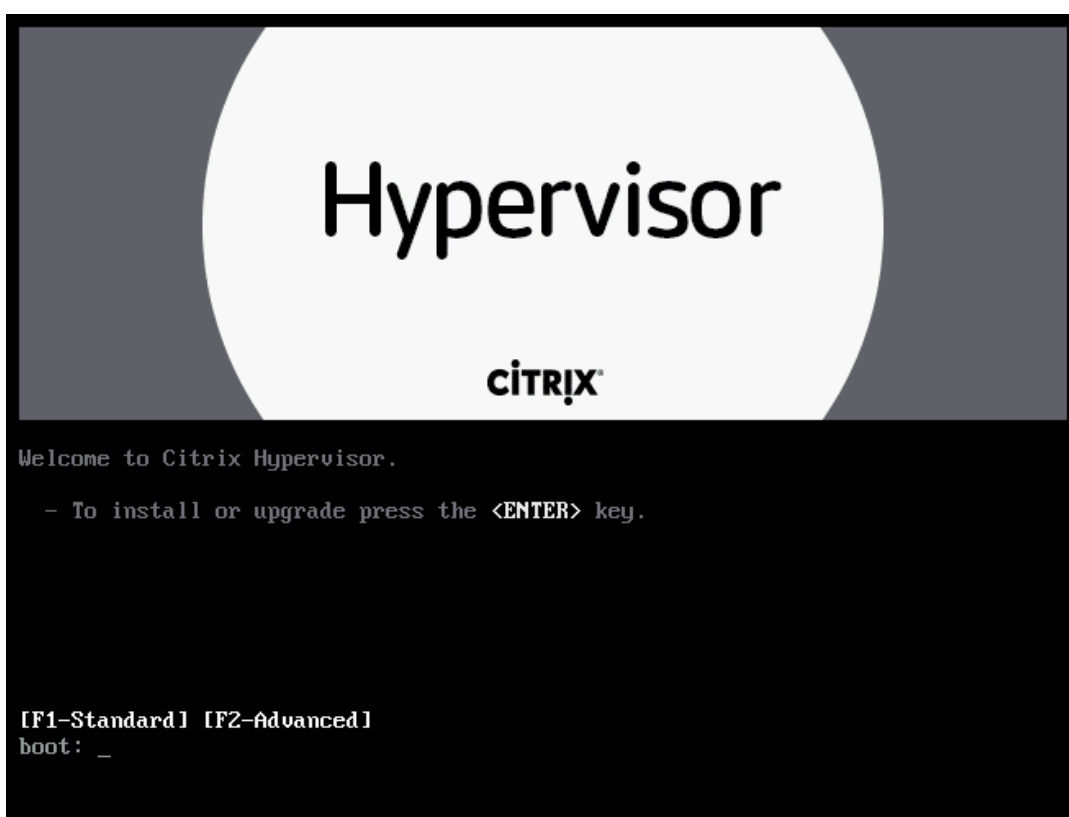 Hypervisor
CITRIX
Welcome to Citrix Hypervisor.
- To install or upgrade press the <ENTER> key.
[F1-Standard] [F2-Advanced]
boot: _